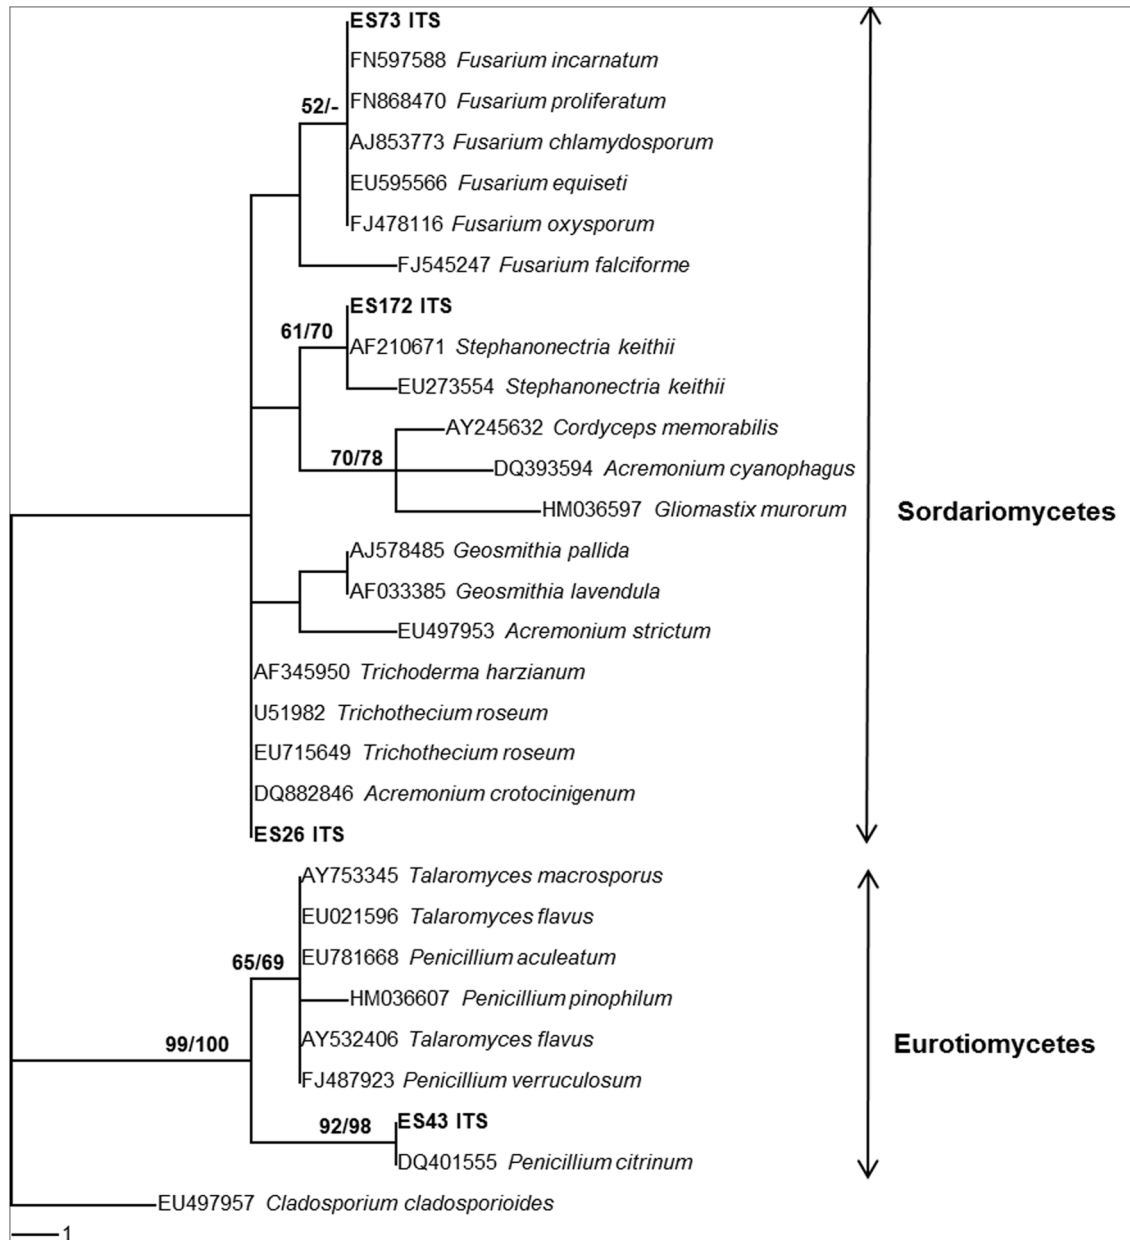 ES73 ITS
FN597588 Fusarium incarnatum
FN868470 Fusarium proliferatum
52/-
AJ853773 Fusarium chlamydosporum
EU595566 Fusarium equiseti
FJ478116 Fusarium oxysporum
FJ545247 Fusarium falciforme
ES172 ITS
61/70
AF210671 Stephanonectria keithii
EU273554 Stephanonectria keithii
AY245632 Cordyceps memorabilis
70/78
DQ393594 Acremonium cyanophagus
HM036597 Gliomastix murorum
Sordariomycetes
AJ578485 Geosmithia pallida
AF033385 Geosmithia lavendula
EU497953 Acremonium strictum
AF345950 Trichoderma harzianum
U51982 Trichothecium roseum
EU715649 Trichothecium roseum
DQ882846 Acremonium crotocinigenum
ES26 ITS
AY753345 Talaromyces macrosporus
EU021596 Talaromyces flavus
65/69
EU781668 Penicillium aculeatum
HM036607 Penicillium pinophilum
99/100
AY532406 Talaromyces flavus
Eurotiomycetes
FJ487923 Penicillium verruculosum
92/98
ES43 ITS
DQ401555 Penicillium citrinum
EU497957 Cladosporium cladosporioides
1